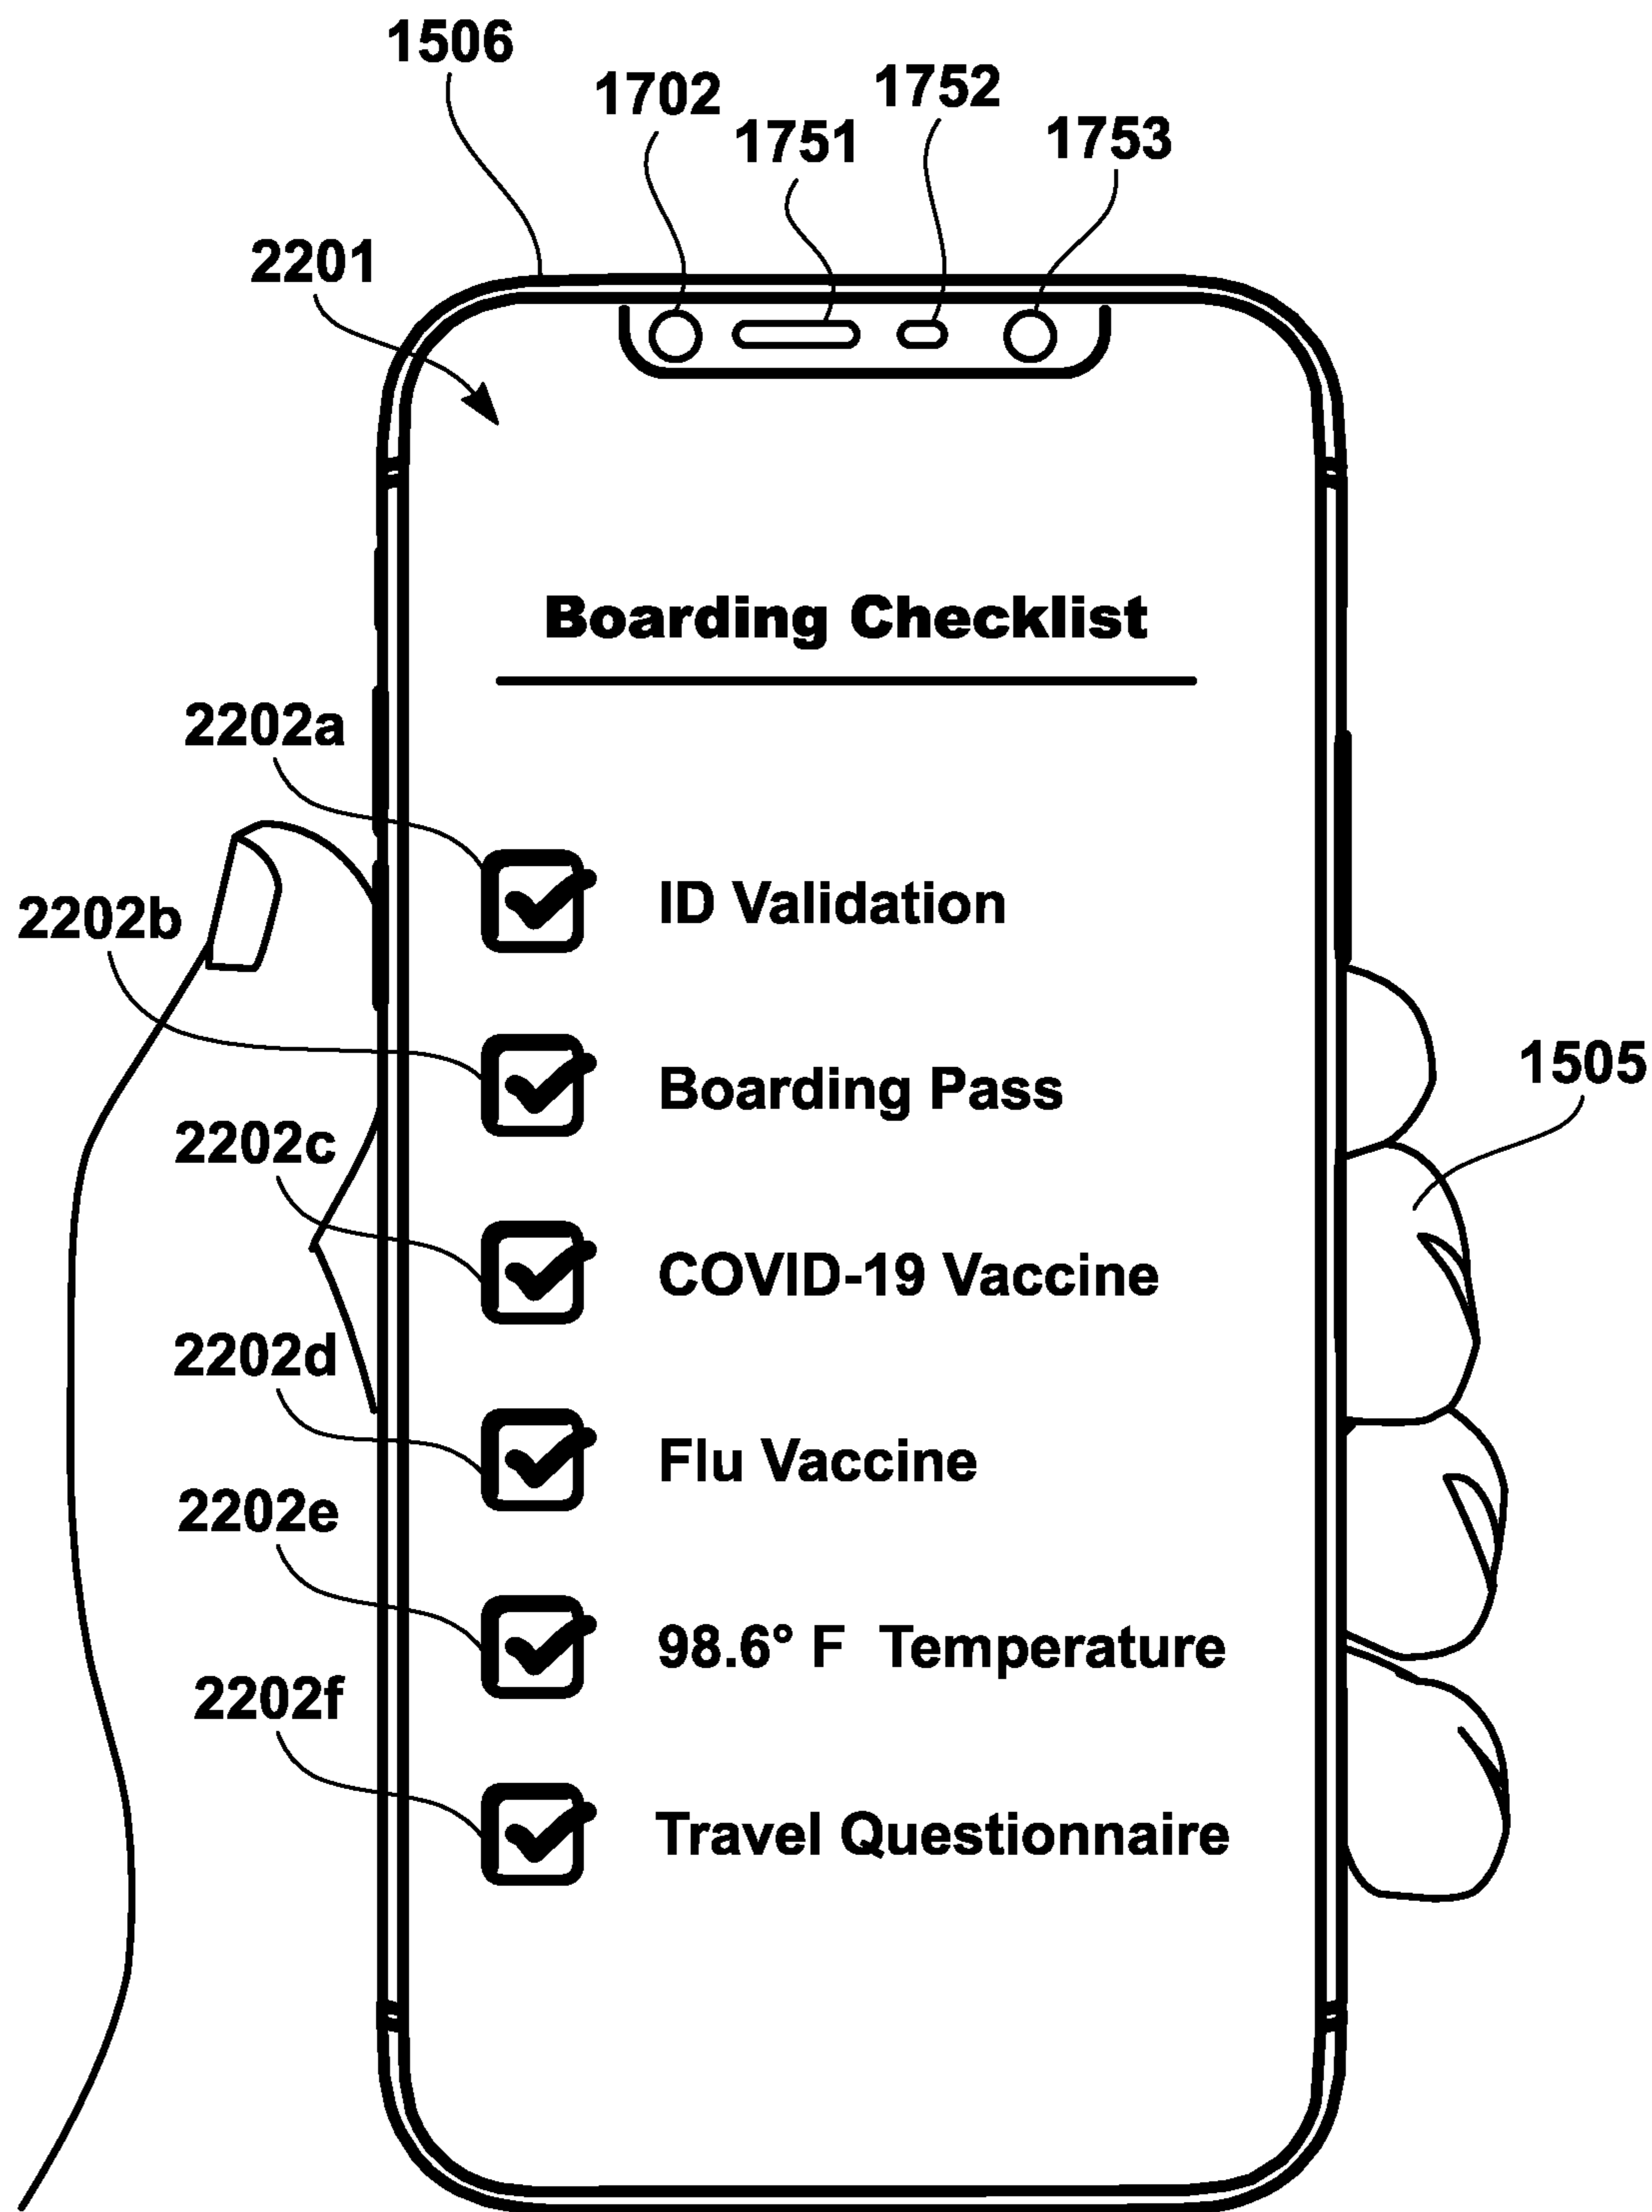 1506
1702
1752
1751
1753
2201
Boarding Checklist
2202a
ID Validation
2202b
Boarding Pass
1505
2202c
COVID-19 Vaccine
2202d
Flu Vaccine
2202e
98.6° F Temperature
2202f
Travel Questionnaire